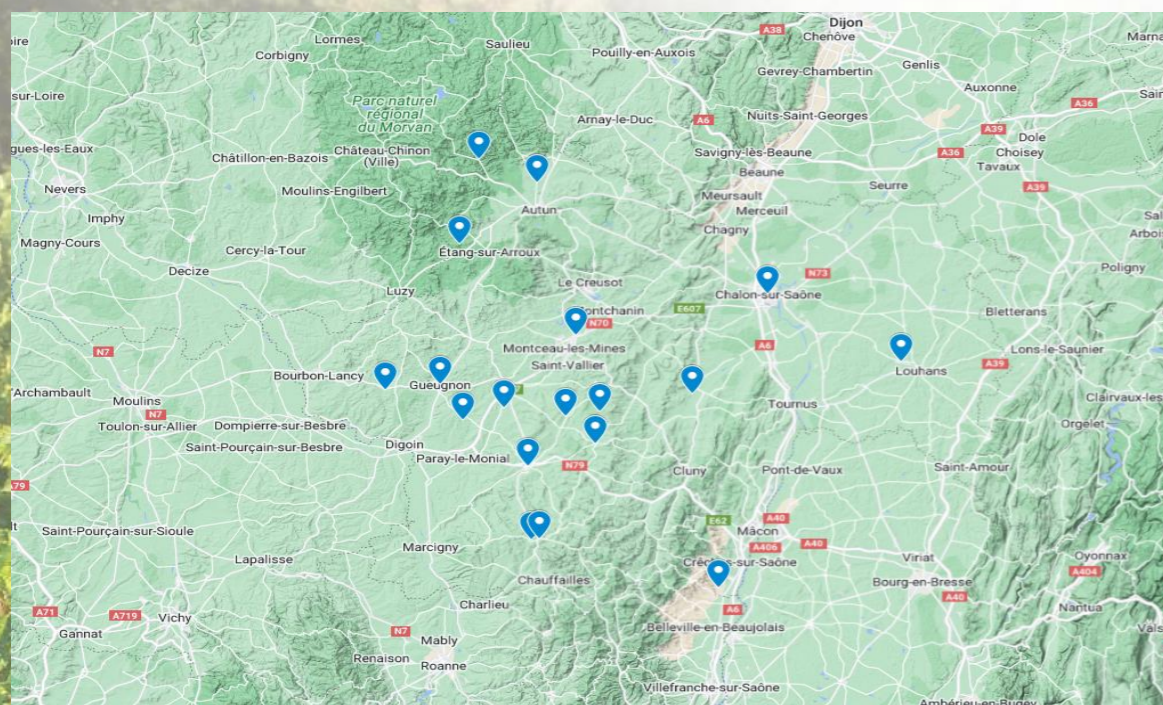 Dijon
A38
Chenôve
Lormes
Saulieu
Corbigny
Pouilly-en-Auxois
Genlis
Gevrey-Chambertin
sur-Loire
Auxonne
Parc naturel
régional
du Morvan
A36
Arnay-le-Duc
A6
Nuits-Saint-Georges
A39
Dole
gues-les-Eaux
Châtillon-en-Bazois
Château-Chinon
(Ville)
Savigny-lès-Beaune
A36
Choisey
Tavaux
Beaune
Nevers
Moulins-Engilbert
Seurre
A39
Meursault
Merceuil
Imphy
Autun
Chagny
Magny-Cours
Cercy-la-Tour
Étang-sur-Arroux
Poligny
Decize
N73
Le Creusot
Luzy
Chalon-sur-Saône
E607
N70
Bletterans
N7
Montceau-les-Mines
A6
Lons-le-Saunier
Saint-Vallier
A39
Louhans
Bourbon-Lancy
Gueugnon
Moulins
Tournus
N7
Toulon-sur-Allier
Dompierre-sur-Besbre
Orgelet
Saint-Pourçain-sur-Besbre
Digoin
Paray-le-Monial
N79
Cluny
Pont-de-Vaux
Saint-Amour
A79
E62
A40
Saint-Pourçain-sur-Sioule
Mâcon
A406
A40
Marcigny
Lapalisse
Viriat
Oyonnax
A404
Chauffailles
Bourg-en-Bresse
A40
Charlieu
Nantua
A71
A719
Vichy
A6
Gannat
N7
Belleville-en-Beaujolais
Mably
Renaison
Roanne
Villefranche-sur-Saône
Ambérieu-en-Bugey